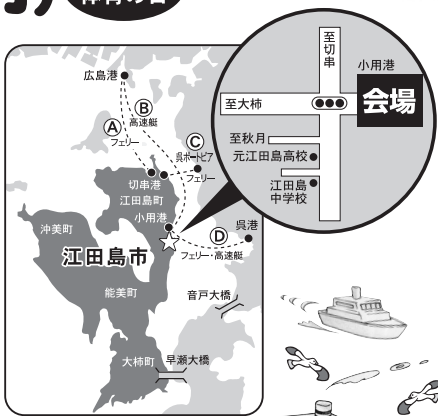 体育の日
広島港
Ⓑ
高速艇
Ⓐ
フェリー
Ⓒ
呉ポートピア
フェリー
切串港
江田島町
小用港
沖美町
江田島市
Ⓓ
呉港
フェリー・高速艇
能美町
音戸大橋
大柿町
早瀬大橋
至切串
小用港
至大柿
会場
至秋月
元江田島高校
江田島
中学校